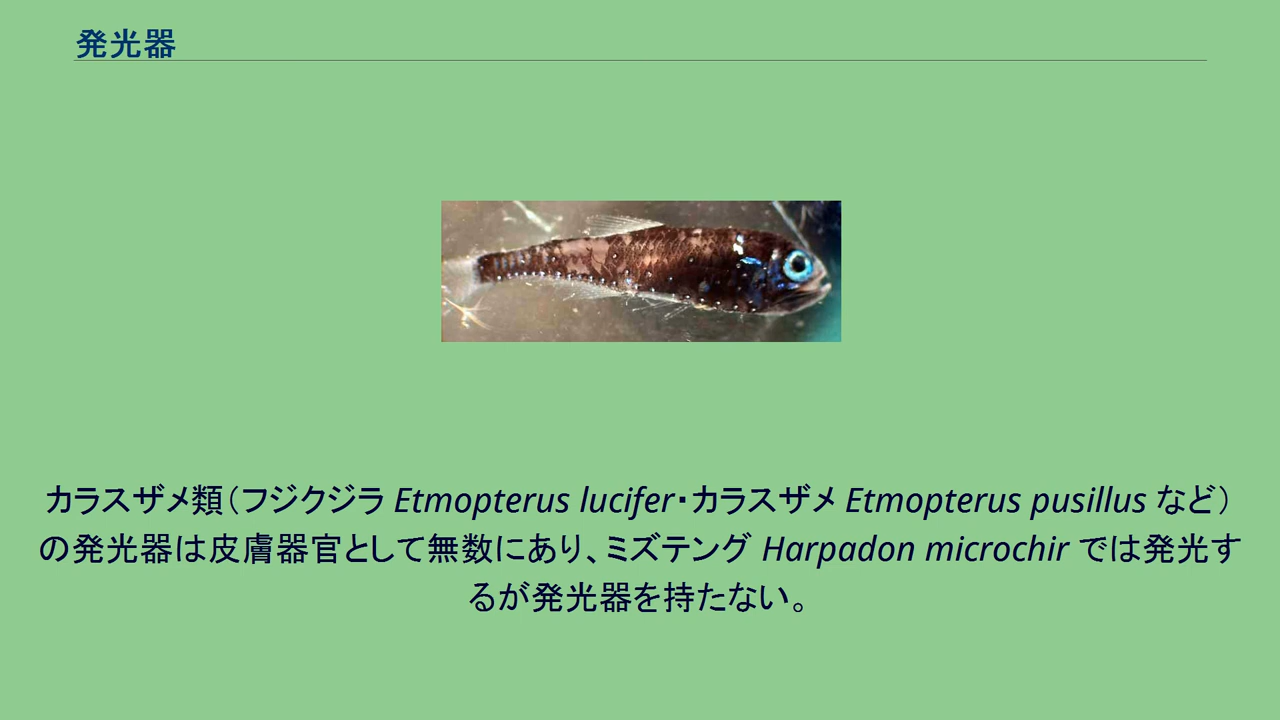 発光器
カラスザメ類（フジクジラ Etmopterus lucifer・カラスザメ Etmopterus pusillus など）
の発光器は皮膚器官として無数にあり、ミズテング Harpadon microchir では発光す
るが発光器を持たない。